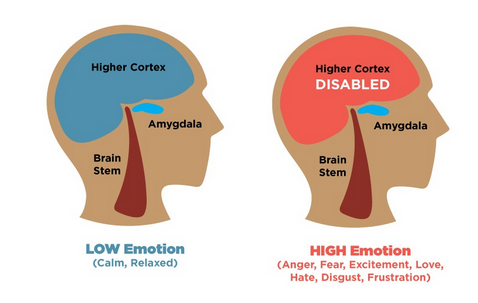 Higher Cortex
Amygdala
Brain
Stem
LOW Emotion
(Calm, Relaxed)
Higher Cortex
DISABLED
Amygdala
Brain
Stem
HIGH Emotion
(Anger, Fear, Excitement, Love,
Hate, Disgust, Frustration)